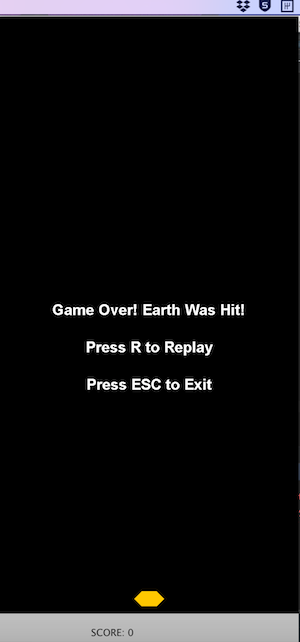 Game Over! Earth Was Hit!
Press R to Replay
Press ESC to Exit
SCORE: 0